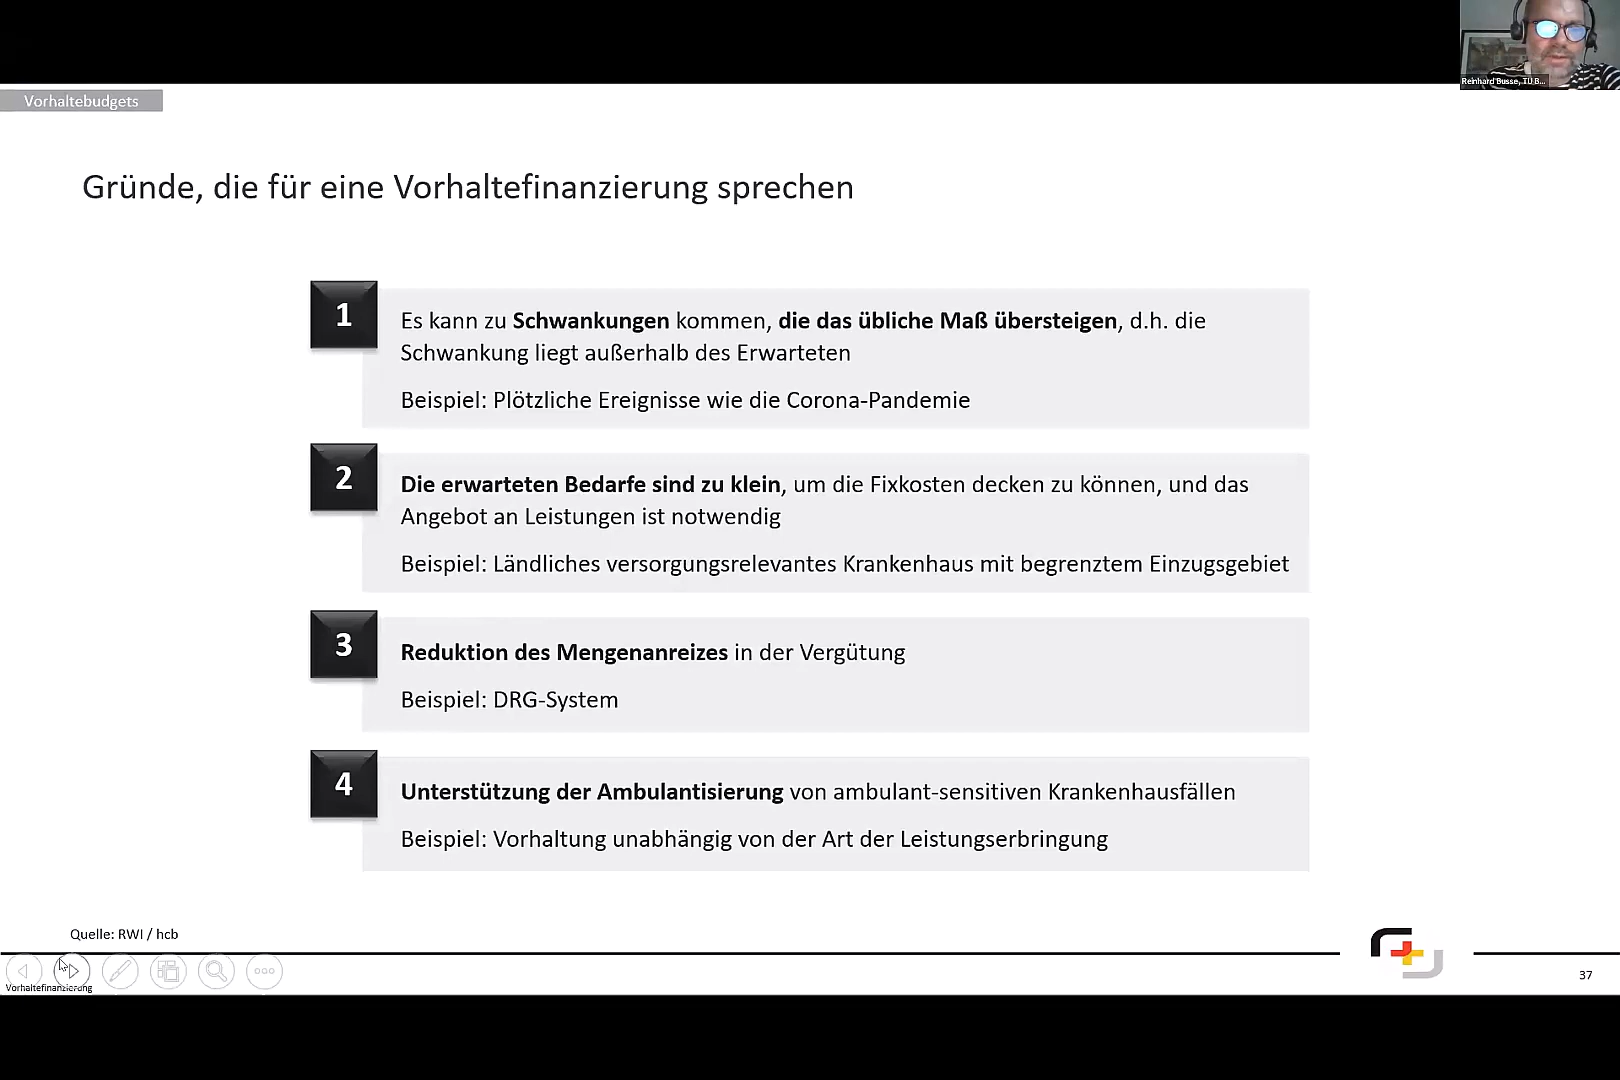 Reinhard Busse, TU B...
Vorhaltebudgets
Gründe, die für eine Vorhaltefinanzierung sprechen
1
Es kann zu Schwankungen kommen, die das übliche Maß übersteigen, d.h. die
Schwankung liegt außerhalb des Erwarteten
Beispiel: Plötzliche Ereignisse wie die Corona-Pandemie
2
Die erwarteten Bedarfe sind zu klein, um die Fixkosten decken zu können, und das
Angebot an Leistungen ist notwendig
Beispiel: Ländliches versorgungsrelevantes Krankenhaus mit begrenztem Einzugsgebiet
3
Reduktion des Mengenanreizes in der Vergütung
Beispiel: DRG-System
4
Unterstützung der Ambulantisierung von ambulant-sensitiven Krankenhausfällen
Beispiel: Vorhaltung unabhängig von der Art der Leistungserbringung
Quelle: RWI / hcb
Vorhaltefinanzierung
37